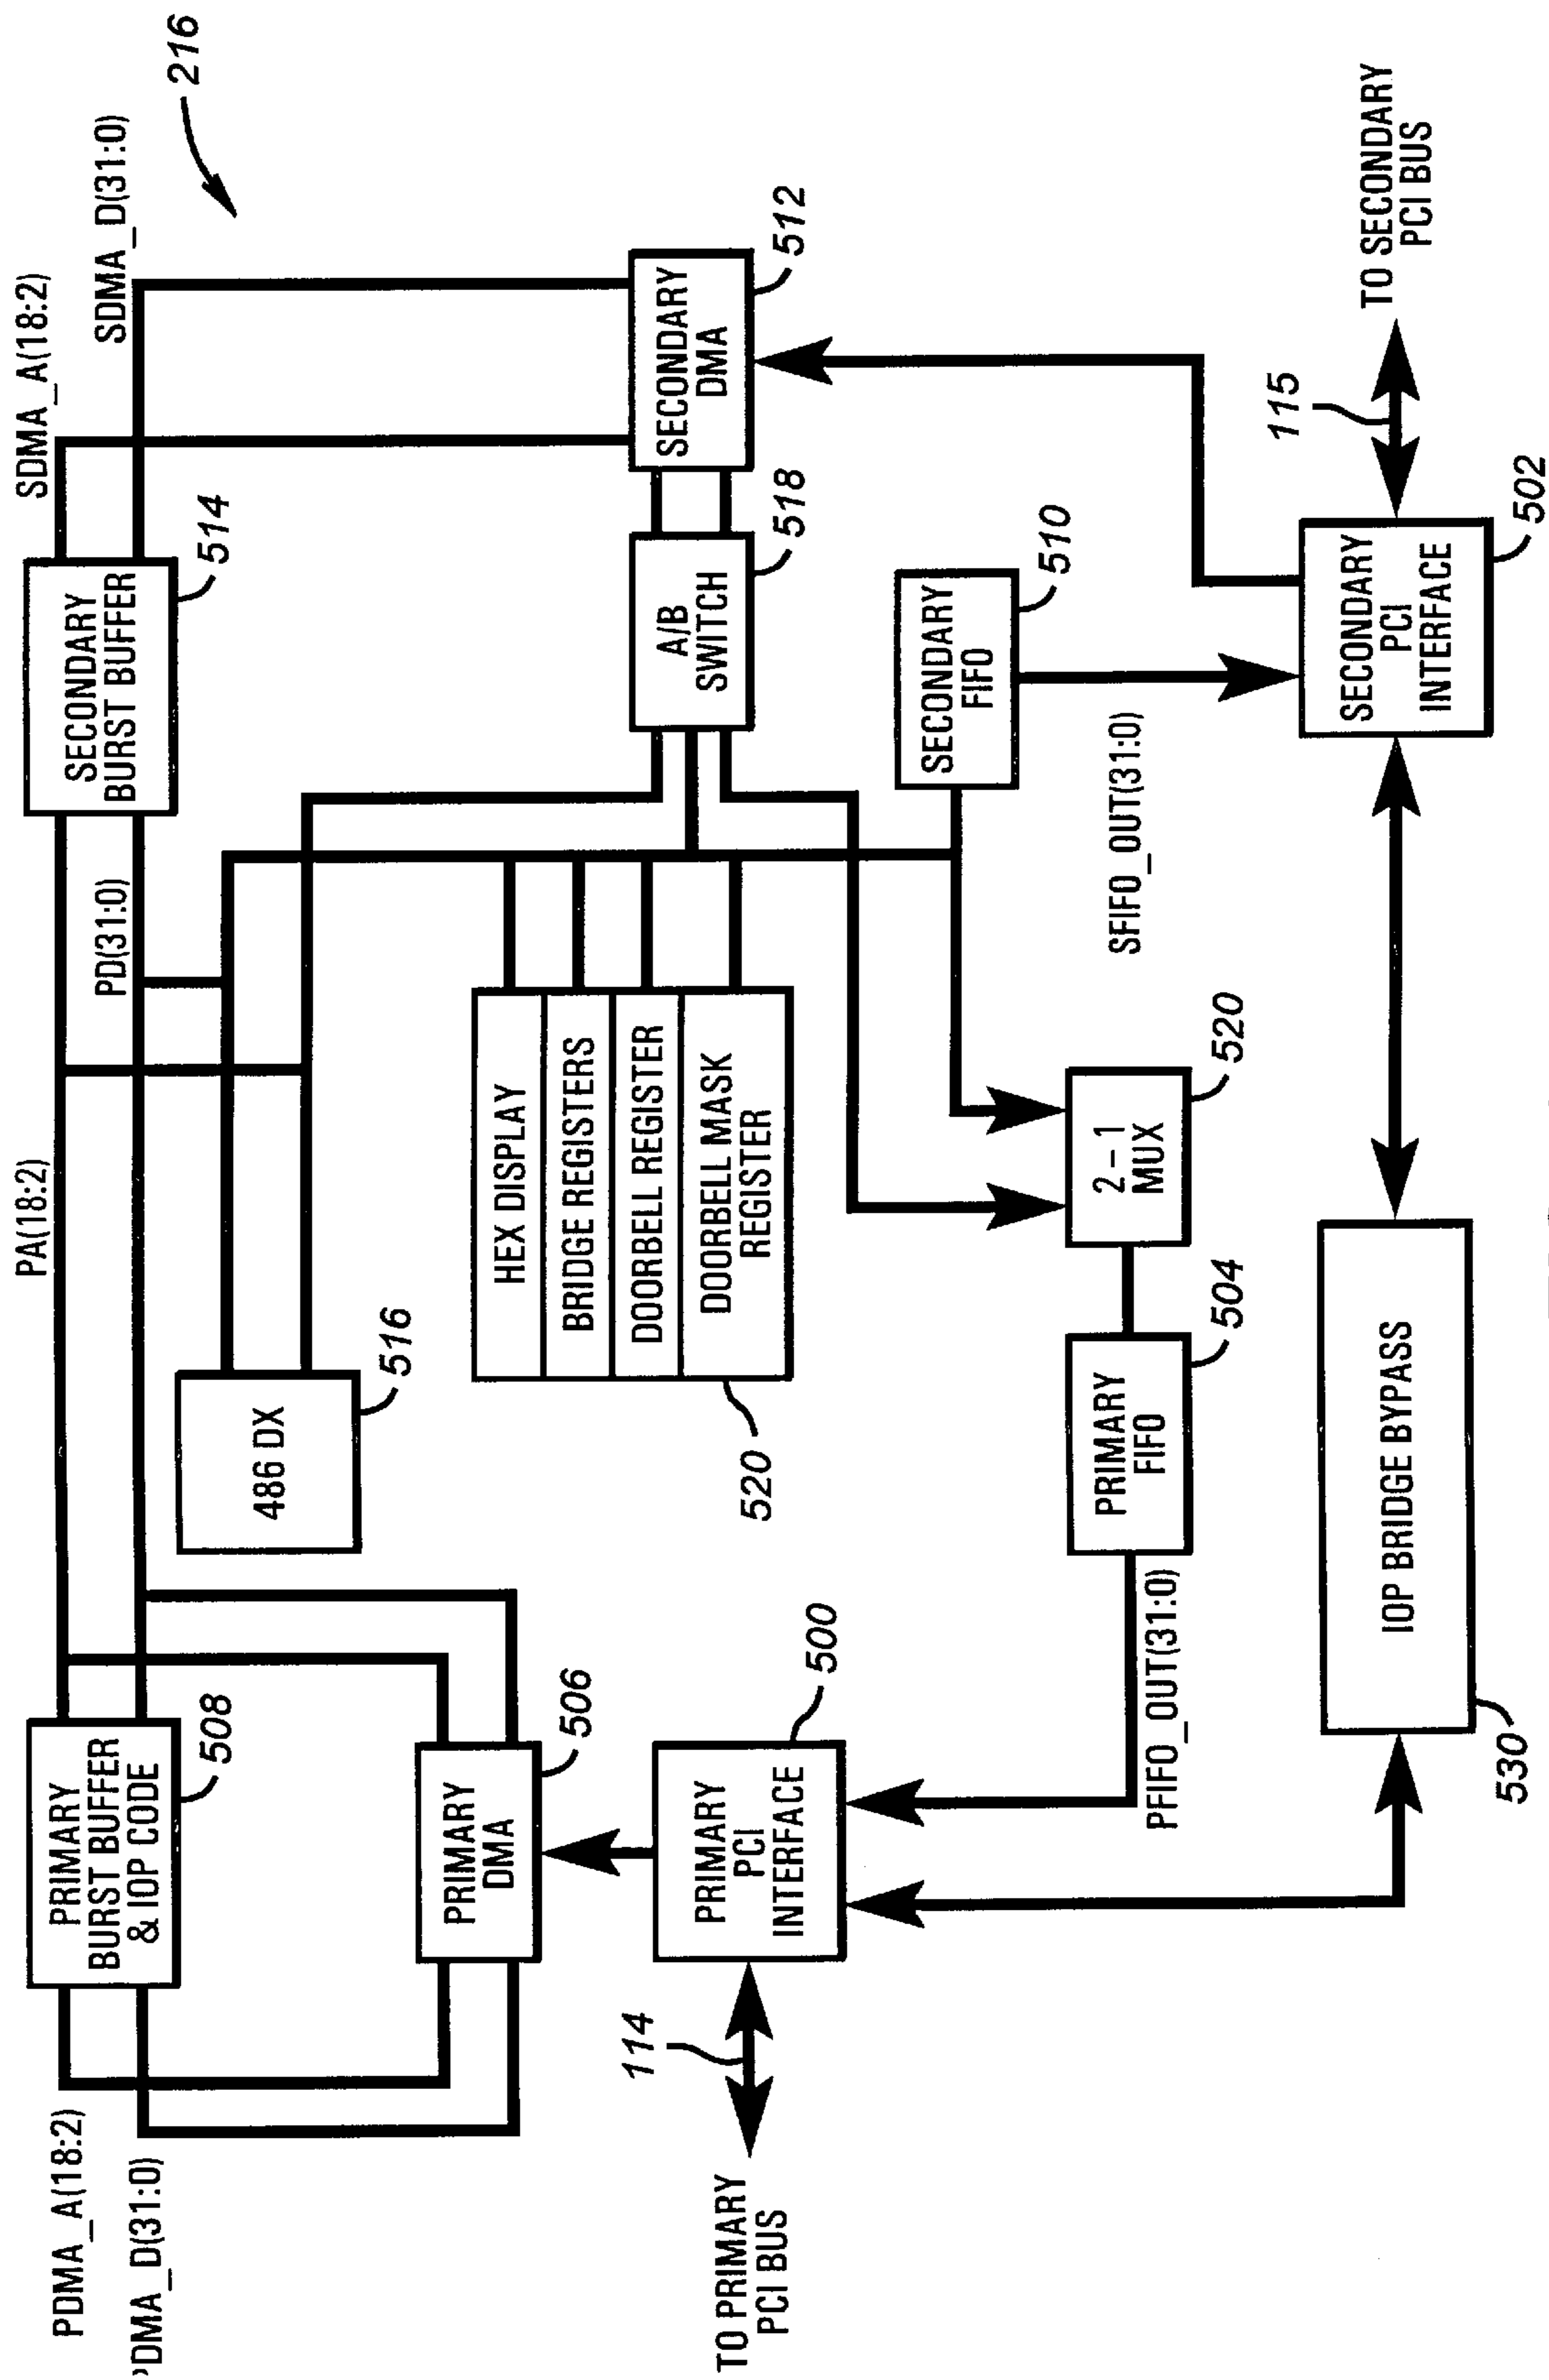 216
SDMA_A(18:2)
SDMA_D(31:0)
SECONDARY
BURST BUFFER
514
PA(18:2)
PD(31:0)
PRIMARY
BURST BUFFER
& IOP CODE
508
PDMA_A(18:2)
PDMA_D(31:0)
486 DX
516
PRIMARY
DMA
506
HEX DISPLAY
BRIDGE REGISTERS
DOORBELL REGISTER
DOORBELL MASK
REGISTER
520
A/B
SWITCH
518
SECONDARY
DMA
512
TO PRIMARY
PCI BUS
114
PRIMARY
PCI
INTERFACE
500
SECONDARY
FIFO
510
PRIMARY
FIFO
504
2-1
MUX
520
PFIFO_OUT(31:0)
SFIFO_OUT(31:0)
IOP BRIDGE BYPASS
530
SECONDARY
PCI
INTERFACE
502
115
TO SECONDARY
PCI BUS